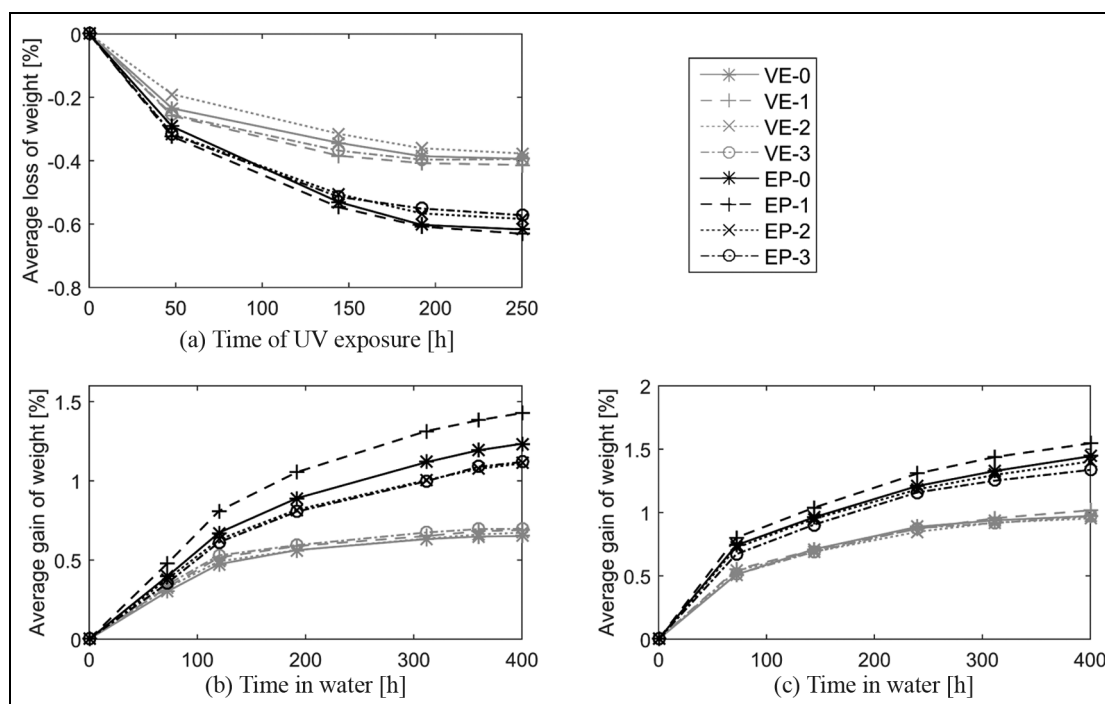 Average loss of weight [%]
0
-0.2
-0.4
-0.6
-0.8
0 50 100 150 200 250
(a) Time of UV exposure [h]
VE-0
VE-1
VE-2
VE-3
EP-0
EP-1
EP-2
EP-3
Average gain of weight [%]
1.5
1
0.5
0
0 100 200 300 400
(b) Time in water [h]
Average gain of weight [%]
2
1.5
1
0.5
0
0 100 200 300 400
(c) Time in water [h]